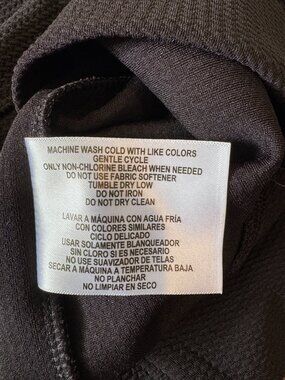 MACHINE WASH COLD WITH LIKE COLORS
GENTLE CYCLE
ONLY NON-CHLORINE BLEACH WHEN NEEDED
DO NOT USE FABRIC SOFTENER
TUMBLE DRY LOW
DO NOT IRON
DO NOT DRY CLEAN
LAVAR A MÁQUINA CON AGUA FRÍA
CON COLORES SIMILARES
CICLO DELICADO
USAR SOLAMENTE BLANQUEADOR
SIN CLORO SI ES NECESARIO
NO USE SUAVIZADOR DE TELAS
SECAR A MÁQUINA A TEMPERATURA BAJA
NO PLANCHAR
NO LIMPIAR EN SECO